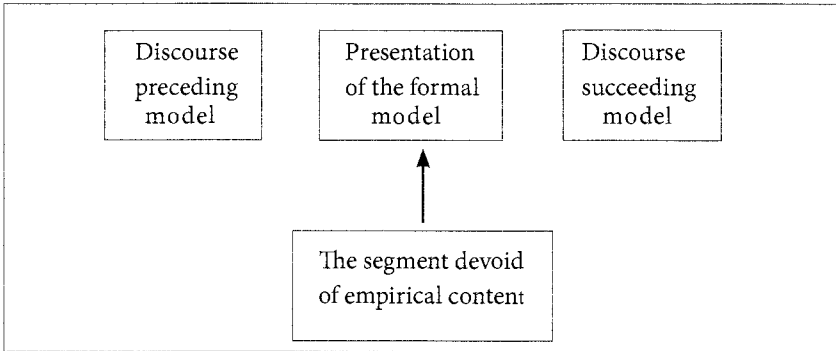 Discourse
preceding
model
Presentation
of the formal
model
Discourse
succeeding
model
The segment devoid
of empirical content